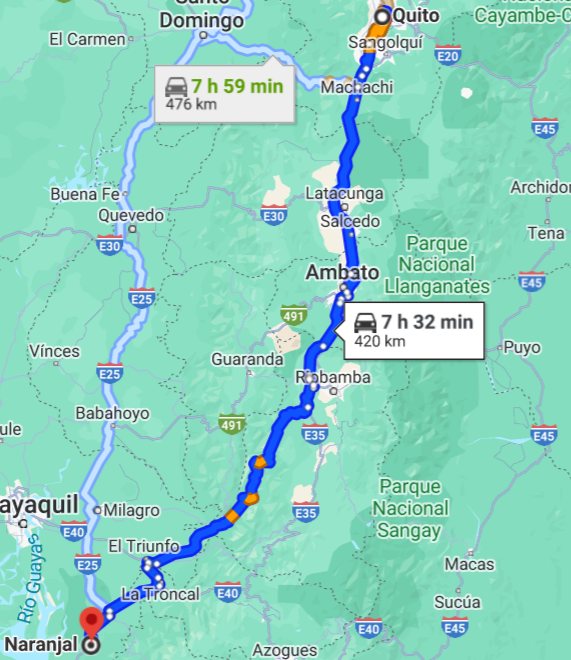 Santo
Domingo
Quito
Cayambe-C
El Carmen
Sangolquí
E20
7 h 59 min
476 km
Machachi
E45
Buena Fe
Latacunga
Archidor
E30
Quevedo
Salcedo
Tena
E30
Parque
Nacional
Llanganates
Ambato
E45
E25
491
7 h 32 min
420 km
Vínces
Guaranda
Puyo
E25
Riobamba
Babahoyo
491
E35
E45
ule
Parque
Nacional
Sangay
ayaquil
Milagro
E35
E40
El Triunfo
E25
Macas
Río Guayas
La Troncal
E40
Sucúa
Naranjal
E40
E45
Azogues